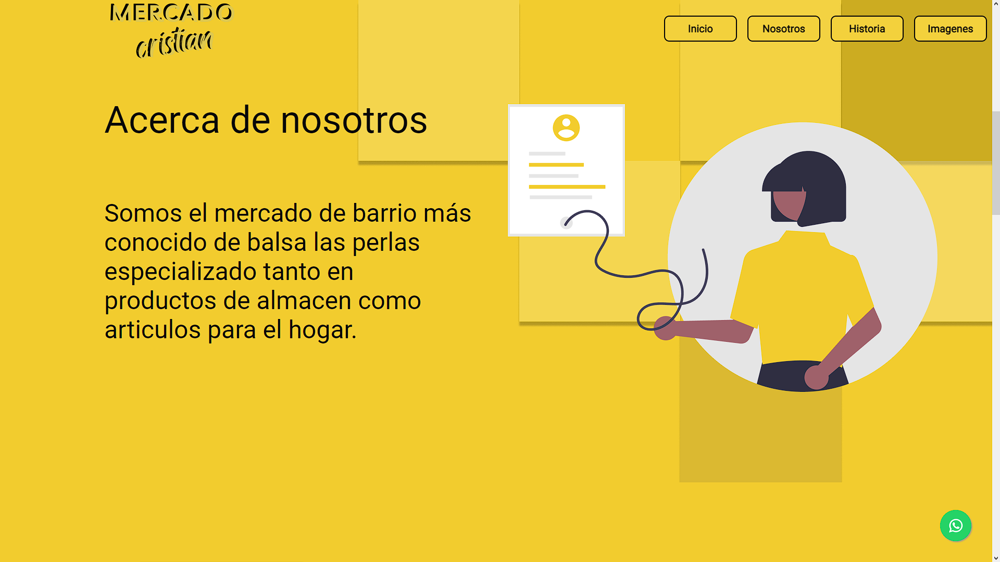 MERCADO
cristian
Inicio
Nosotros
Historia
Imagenes
Acerca de nosotros
Somos el mercado de barrio más
conocido de balsa las perlas
especializado tanto en
productos de almacen como
articulos para el hogar.